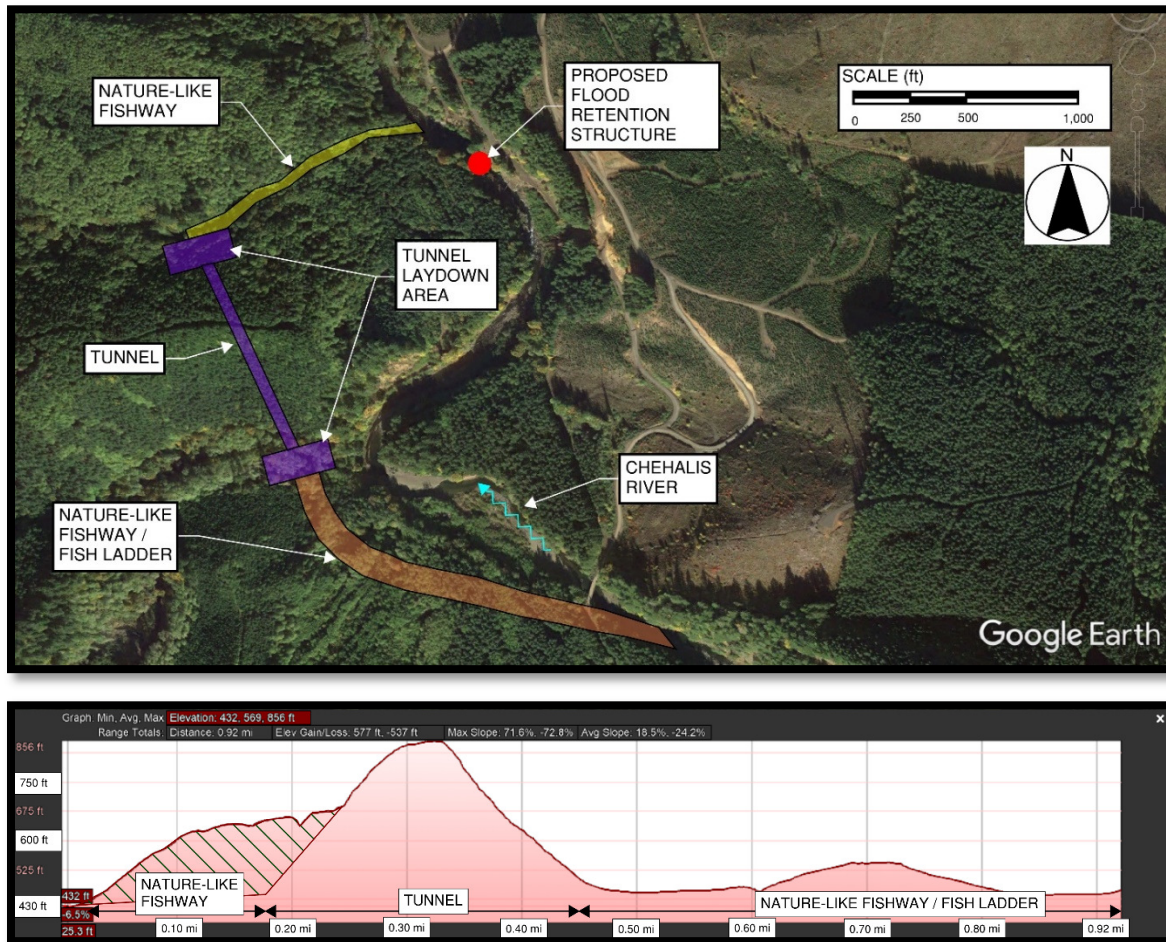 NATURE-LIKE
FISHWAY
PROPOSED
FLOOD
RETENTION
STRUCTURE
SCALE (ft)
0 250 500 1,000
N
TUNNEL
LAYDOWN
AREA
TUNNEL
CHEHALIS
RIVER
NATURE-LIKE
FISHWAY /
FISH LADDER
Google Earth
Graph: Min, Avg, Max Elevation: 432, 569, 856 ft
x
Range Totals: Distance: 0.92 mi Elev Gain/Loss: 577 ft, -537 ft Max Slope: 71.6%, -72.8% Avg Slope: 18.5%, -24.2%
856 ft
750 ft
675 ft
600 ft
525 ft
432 ft
430 ft
-6.5%
25.3 ft
NATURE-LIKE
FISHWAY
TUNNEL
NATURE-LIKE FISHWAY / FISH LADDER
0.10 mi 0.20 mi 0.30 mi 0.40 mi 0.50 mi 0.60 mi 0.70 mi 0.80 mi 0.92 mi